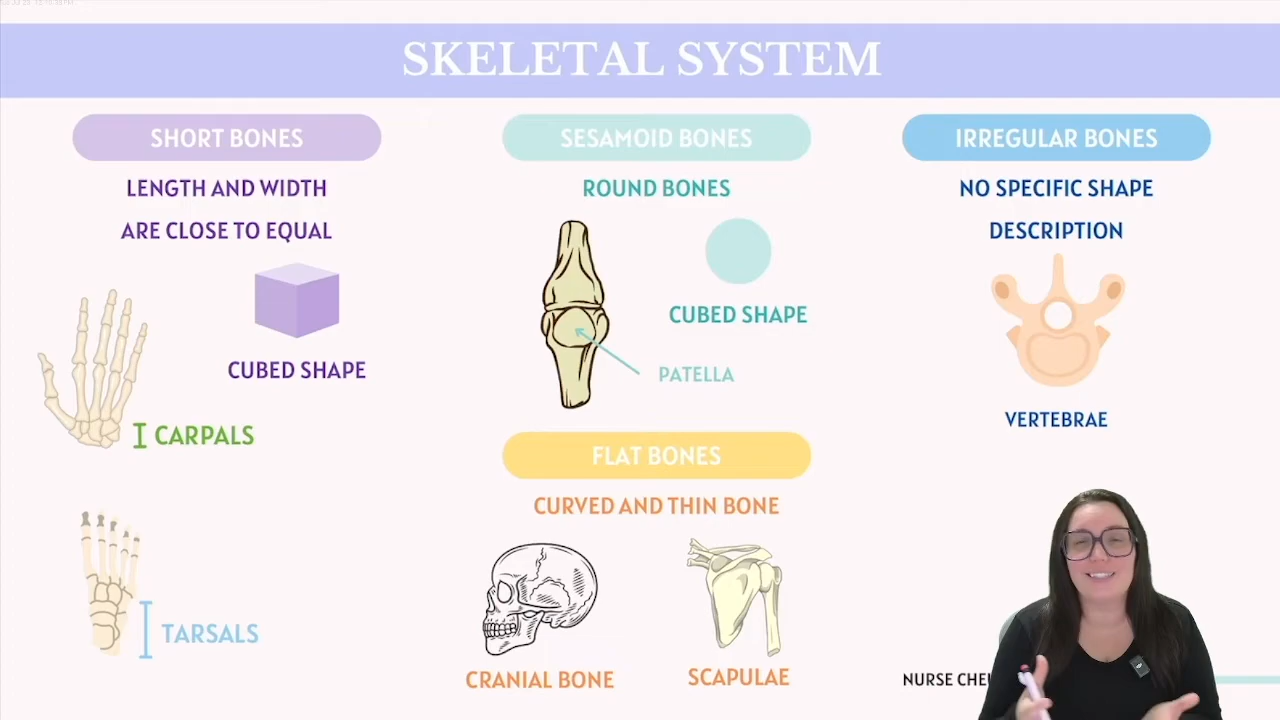 SKELETAL SYSTEM
SHORT BONES
LENGTH AND WIDTH
ARE CLOSE TO EQUAL
CUBED SHAPE
CARPALS
TARSALS
SESAMOID BONES
ROUND BONES
CUBED SHAPE
PATELLA
FLAT BONES
CURVED AND THIN BONE
CRANIAL BONE
SCAPULAE
IRREGULAR BONES
NO SPECIFIC SHAPE
DESCRIPTION
VERTEBRAE
NURSE